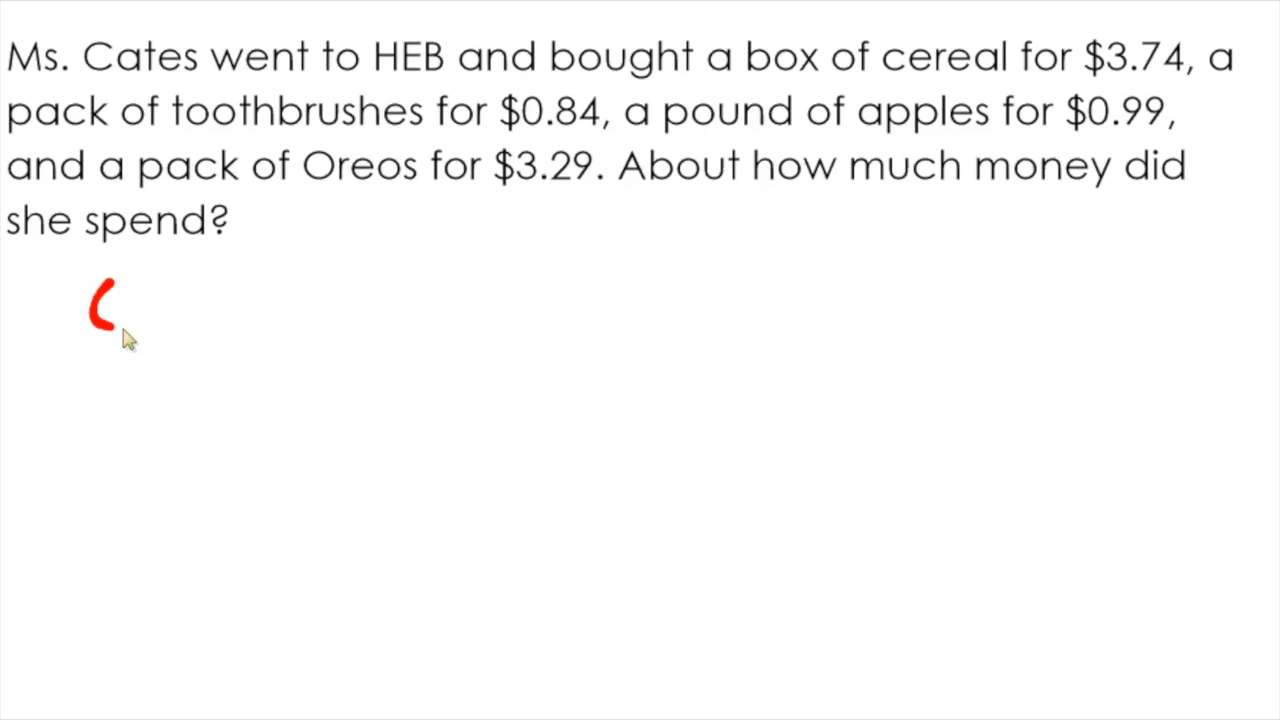 Ms. Cates went to HEB and bought a box of cereal for $3.74, a
pack of toothbrushes for $0.84, a pound of apples for $0.99,
and a pack of Oreos for $3.29. About how much money did
she spend?